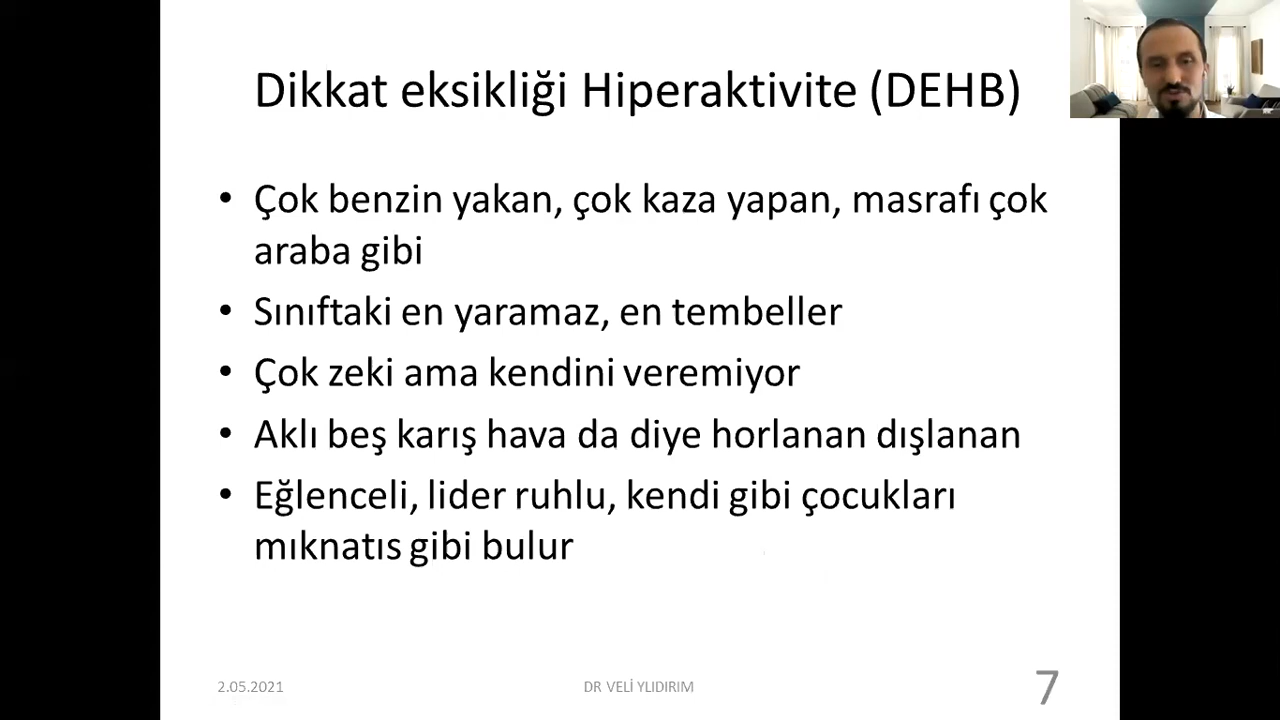 Dikkat eksikliği Hiperaktivite (DEHB)
• Çok benzin yakan, çok kaza yapan, masrafı çok
araba gibi
• Sınıftaki en yaramaz, en tembeller
• Çok zeki ama kendini veremiyor
• Aklı beş karış hava da diye horlanan dışlanan
• Eğlenceli, lider ruhlu, kendi gibi çocukları
mıknatıs gibi bulur
2.05.2021
DR VELİ YLIDIRIM
7